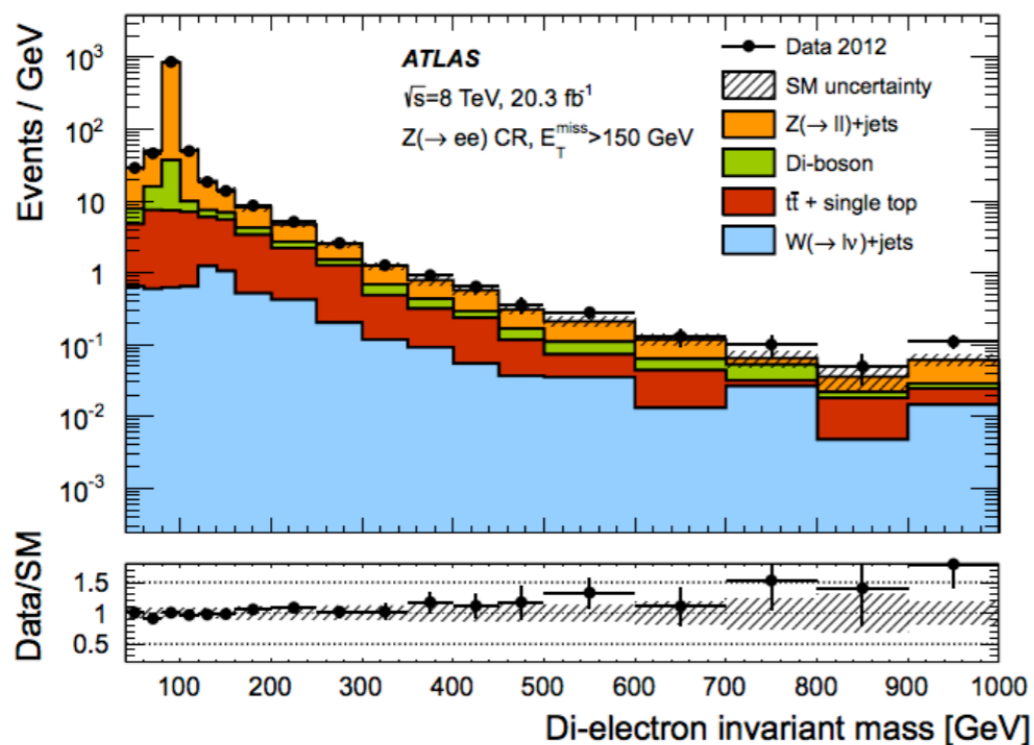 Events / GeV
10³
10²
10
1
10⁻¹
10⁻²
10⁻³
ATLAS
√s=8 TeV, 20.3 fb⁻¹
Z(→ ee) CR, E_T^miss>150 GeV
Data 2012
SM uncertainty
Z(→ ll)+jets
Di-boson
tt̄ + single top
W(→ lν)+jets
Data/SM
1.5
1
0.5
100 200 300 400 500 600 700 800 900 1000
Di-electron invariant mass [GeV]